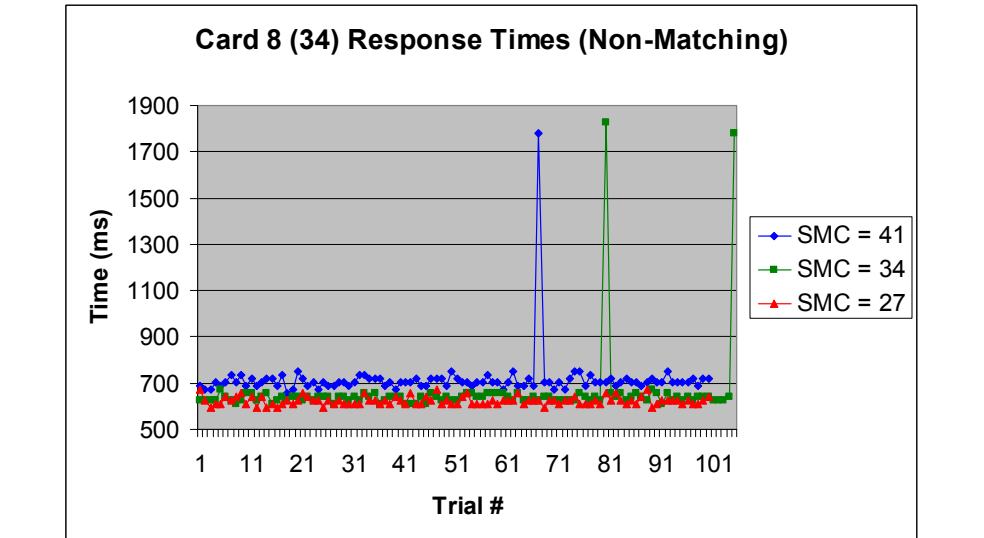 Card 8 (34) Response Times (Non-Matching)
1900
1700
1500
1300
1100
900
700
500
Time (ms)
1 11 21 31 41 51 61 71 81 91 101
Trial #
SMC = 41
SMC = 34
SMC = 27